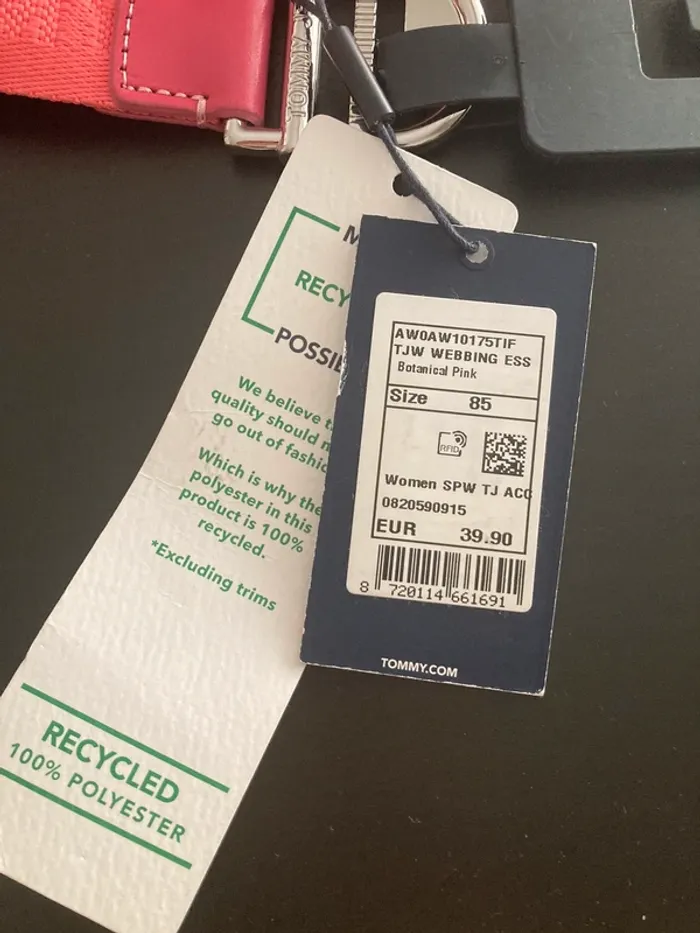 TOMMY
RECY
POSSI
We believe
quality should
go out of
Which is why the
polyester in this
product is 100%
recycled.
*Excluding trims
RECYCLED
100% POLYESTER
AW0AW10175TIF
TJW WEBBING ESS
Botanical Pink
Size 85
RFID
Women SPW TJ ACC
0820590915
EUR 39.90
8 720114 661691
TOMMY.COM